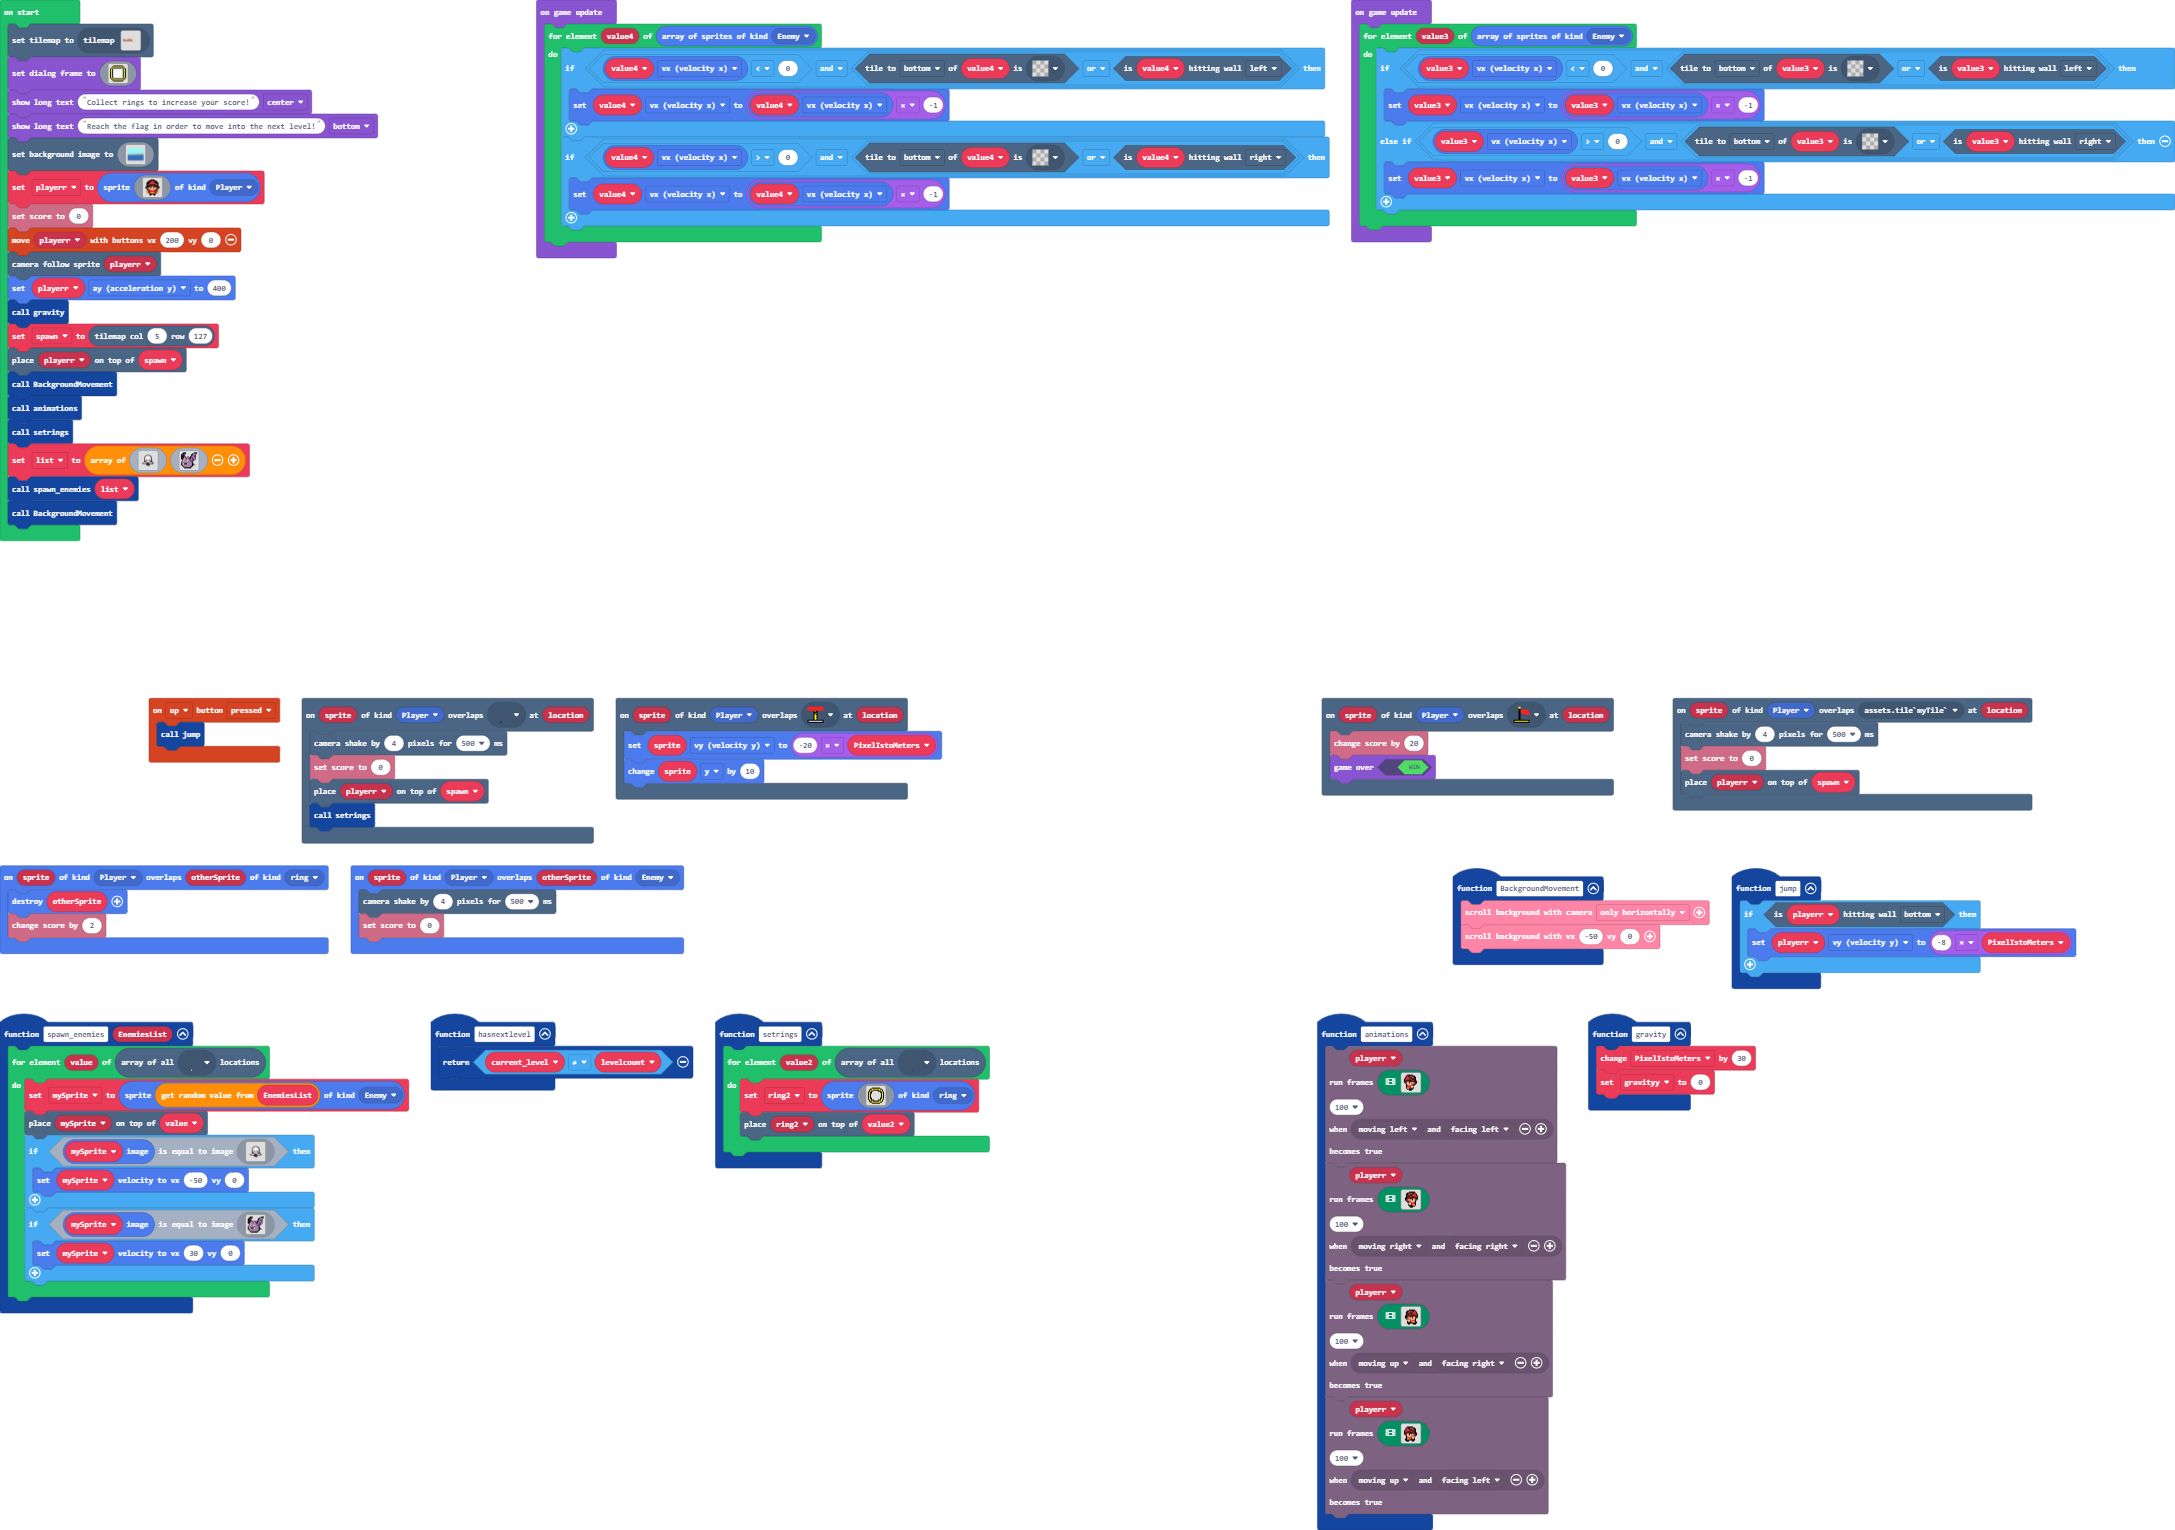 on start
set tilemap to tilemap
set dialog frame to
show long text "Collect rings to increase your score!" center
show long text "Reach the flag in order to move into the next level!" bottom
set background image to
set playerr to sprite of kind Player
set score to 0
move playerr with buttons vx 200 vy 0
camera follow sprite playerr
set playerr ay (acceleration y) to 400
call gravity
set spawn to tilemap col 5 row 127
place playerr on top of spawn
call BackgroundMovement
call animations
call setrings
set list to array of
call spawn_enemies list
call BackgroundMovement
on game update
for element value4 of array of sprites of kind Enemy
do
if value4 vx (velocity x) < 0 and tile to bottom of value4 is or is value4 hitting wall left then
set value4 vx (velocity x) to value4 vx (velocity x) × -1
if value4 vx (velocity x) > 0 and tile to bottom of value4 is or is value4 hitting wall right then
set value4 vx (velocity x) to value4 vx (velocity x) × -1
on game update
for element value3 of array of sprites of kind Enemy
do
if value3 vx (velocity x) < 0 and tile to bottom of value3 is or is value3 hitting wall left then
set value3 vx (velocity x) to value3 vx (velocity x) × -1
else if value3 vx (velocity x) > 0 and tile to bottom of value3 is or is value3 hitting wall right then
set value3 vx (velocity x) to value3 vx (velocity x) × -1
on up button pressed
call jump
on sprite of kind Player overlaps at location
camera shake by 4 pixels for 500 ms
set score to 0
place playerr on top of spawn
call setrings
on sprite of kind Player overlaps at location
set sprite vy (velocity y) to -20 × PixelIstoMeters
change sprite y by 10
on sprite of kind Player overlaps at location
change score by 20
game over WIN
on sprite of kind Player overlaps assets.tile`myTile` at location
camera shake by 4 pixels for 500 ms
set score to 0
place playerr on top of spawn
on sprite of kind Player overlaps otherSprite of kind ring
destroy otherSprite
change score by 2
on sprite of kind Player overlaps otherSprite of kind Enemy
camera shake by 4 pixels for 500 ms
set score to 0
function BackgroundMovement
scroll background with camera only horizontally
scroll background with vx -50 vy 0
function jump
if is playerr hitting wall bottom then
set playerr vy (velocity y) to -8 × PixelIstoMeters
function spawn_enemies EnemiesList
for element value of array of all locations
do
set mySprite to sprite get random value from EnemiesList of kind Enemy
place mySprite on top of value
if mySprite image is equal to image then
set mySprite velocity to vx -50 vy 0
if mySprite image is equal to image then
set mySprite velocity to vx 30 vy 0
function hasnextlevel
return current_level ≠ levelcount
function setrings
for element value2 of array of all locations
do
set ring2 to sprite of kind ring
place ring2 on top of value2
function animations
playerr
run frames
100
when moving left and facing left
becomes true
playerr
run frames
100
when moving right and facing right
becomes true
playerr
run frames
100
when moving up and facing right
becomes true
playerr
run frames
100
when moving up and facing left
becomes true
function gravity
change PixelIstoMeters by 30
set gravityy to 0